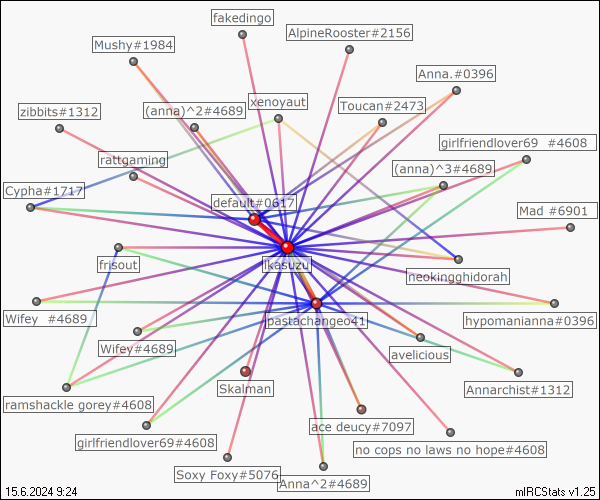 fakedingo
AlpineRooster#2156
Mushy#1984
Anna.#0396
xenoyaut
Toucan#2473
(anna)^2#4689
zibbits#1312
girlfriendlover69 #4608
rattgaming
(anna)^3#4689
Cypha#1717
default#0617
Mad #6901
frisout
ikasuzu
neokingghidorah
Wifey #4689
pastachangeo41
hypomanianna#0396
Wifey#4689
avelicious
Skalman
Annarchist#1312
ramshackle gorey#4608
ace deucy#7097
girlfriendlover69#4608
no cops no laws no hope#4608
Soxy Foxy#5076
Anna^2#4689
15.6.2024 9:24
mIRCStats v1.25